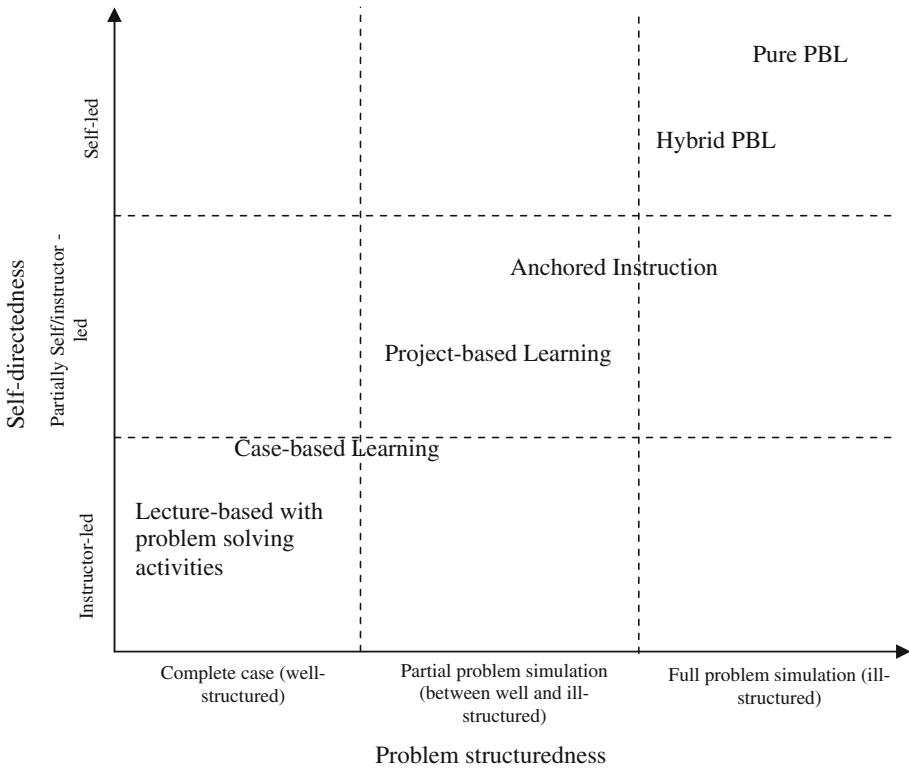 Pure PBL
Self-led
Hybrid PBL
Self-directedness
Partially Self/instructor -
led
Anchored Instruction
Project-based Learning
Case-based Learning
Instructor-led
Lecture-based with
problem solving
activities
Complete case (well-
structured)
Partial problem simulation
(between well and ill-
structured)
Full problem simulation (ill-
structured)
Problem structuredness